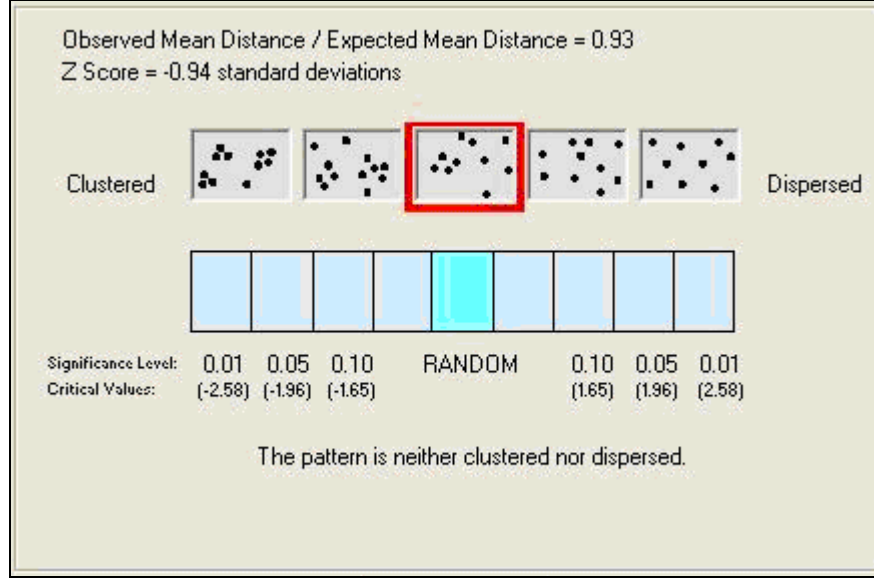 Observed Mean Distance / Expected Mean Distance = 0.93
Z Score = -0.94 standard deviations
Clustered
Dispersed
Significance Level: 0.01 0.05 0.10 RANDOM 0.10 0.05 0.01
Critical Values: (-2.58) (-1.96) (-1.65) (1.65) (1.96) (2.58)
The pattern is neither clustered nor dispersed.